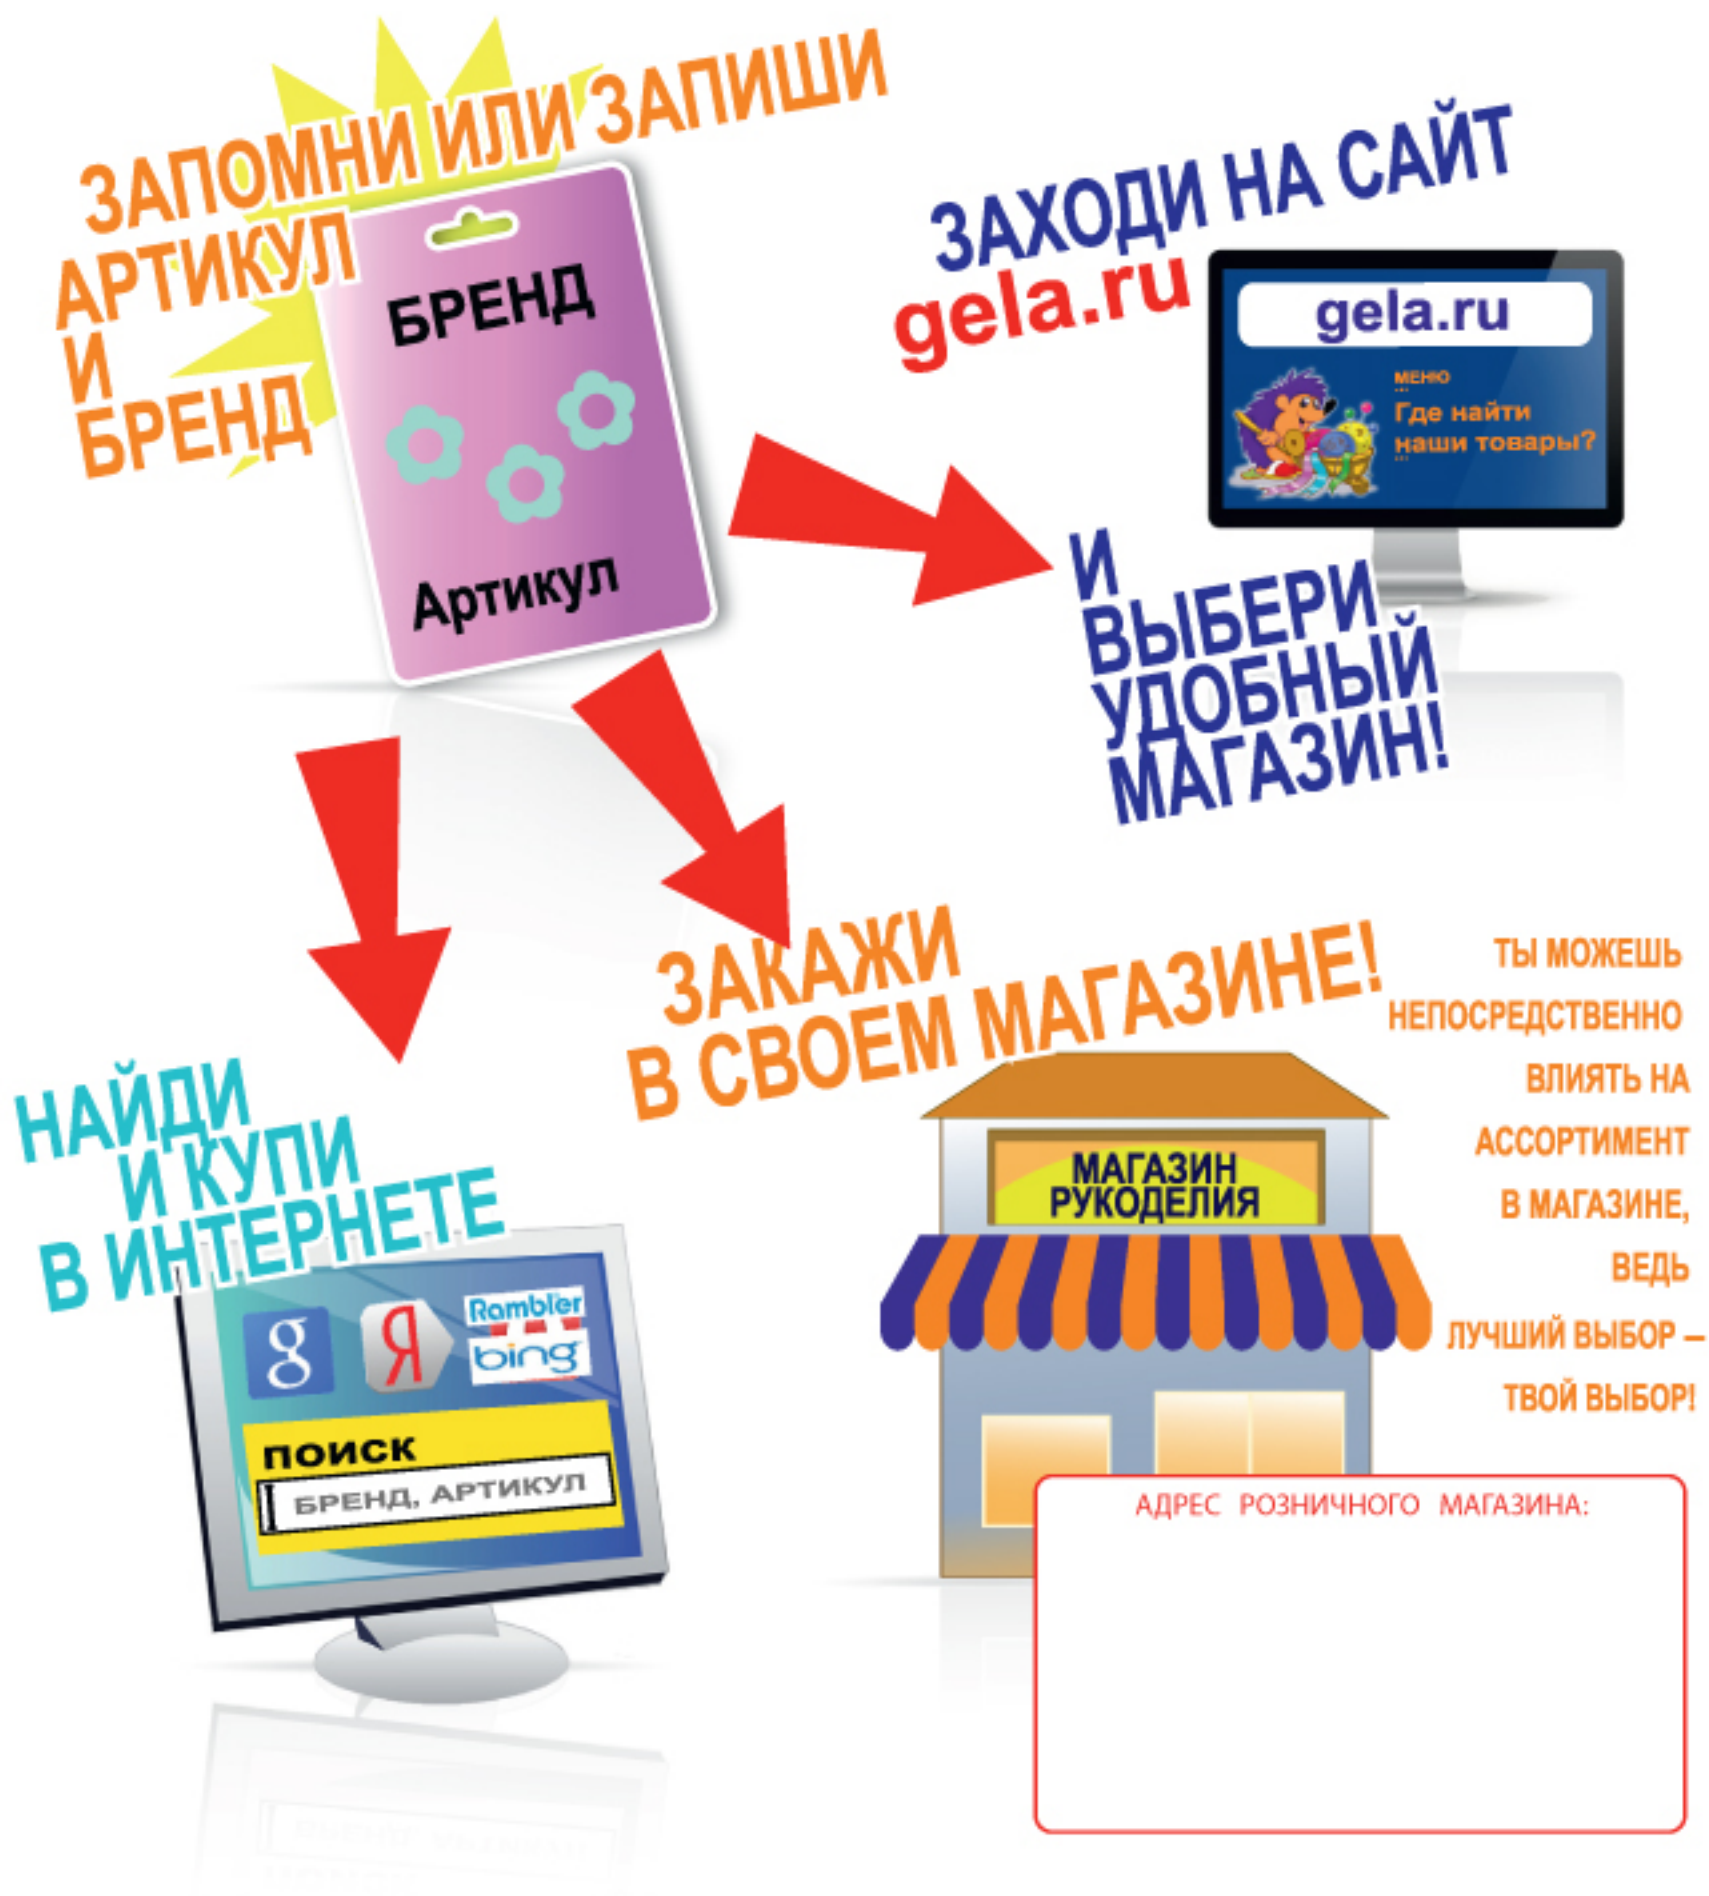 ЗАПОМНИ ИЛИ ЗАПИШИ
АРТИКУЛ
И
БРЕНД
БРЕНД
Артикул
ЗАХОДИ НА САЙТ
gela.ru
gela.ru
МЕНЮ
...
Где найти
наши товары?
...
И
ВЫБЕРИ
УДОБНЫЙ
МАГАЗИН!
ЗАКАЖИ
В СВОЕМ МАГАЗИНЕ!
ТЫ МОЖЕШЬ
НЕПОСРЕДСТВЕННО
ВЛИЯТЬ НА
АССОРТИМЕНТ
В МАГАЗИНЕ,
ВЕДЬ
ЛУЧШИЙ ВЫБОР –
ТВОЙ ВЫБОР!
МАГАЗИН
РУКОДЕЛИЯ
АДРЕС РОЗНИЧНОГО МАГАЗИНА:
НАЙДИ
И КУПИ
В ИНТЕРНЕТЕ
g Я Rambler
bing
ПОИСК
БРЕНД, АРТИКУЛ